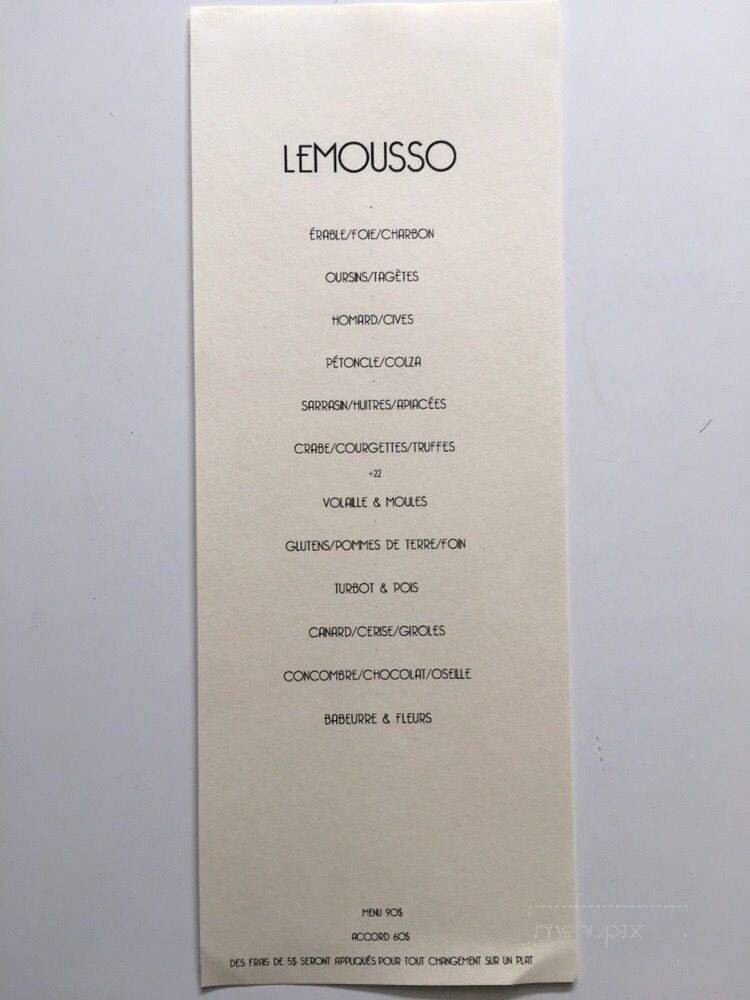 LEMOUSSO
ÉRABLE/FOIE/CHARBON
OURSINS/TAGÈTES
HOMARD/CIVES
PÉTONCLE/COLZA
SARRASIN/HUITRES/APIACÉES
CRABE/COURGETTES/TRUFFES
+22
VOLAILLE & MOULES
GLUTENS/POMMES DE TERRE/FOIN
TURBOT & POIS
CANARD/CERISE/GIROLES
CONCOMBRE/CHOCOLAT/OSEILLE
BABEURRE & FLEURS
MENU 90$
ACCORD 60$
DES FRAIS DE 5$ SERONT APPLIQUÉS POUR TOUT CHANGEMENT SUR UN PLAT
menupix